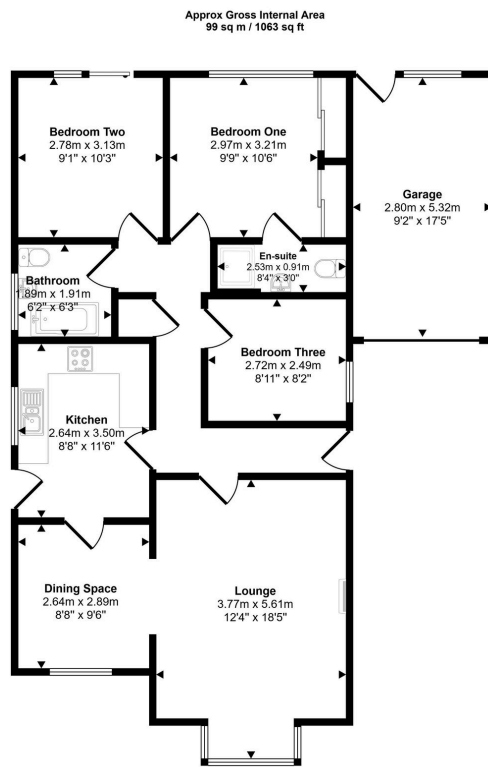 Approx Gross Internal Area
99 sq m / 1063 sq ft
Bedroom Two
2.78m x 3.13m
9'1" x 10'3"
Bedroom One
2.97m x 3.21m
9'9" x 10'6"
Garage
2.80m x 5.32m
9'2" x 17'5"
En-suite
2.53m x 0.91m
8'4" x 3'0"
Bathroom
1.89m x 1.91m
6'2" x 6'3"
Bedroom Three
2.72m x 2.49m
8'11" x 8'2"
Kitchen
2.64m x 3.50m
8'8" x 11'6"
Dining Space
2.64m x 2.89m
8'8" x 9'6"
Lounge
3.77m x 5.61m
12'4" x 18'5"